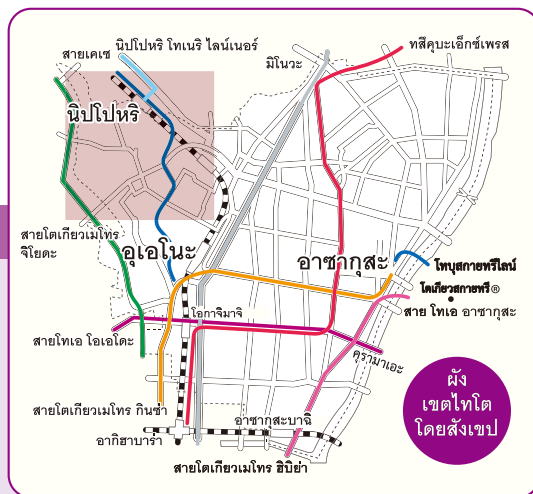 นิปโปหริ โทเนริ ไลน์เนอร์
สายเคเซ
ทสึคุบะเอ็กซ์เพรส
มิโนวะ
นิปโปหริ
สายโตเกียวเมโทร
จิโยดะ
อุเอโนะ
อาซากุสะ
โทบุสกายทรีไลน์
โตเกียวสกายทรี®
สาย โทเอ อาซากุสะ
โอกาจิมาจิ
สายโทเอ โอเอโดะ
คุรามาเอะ
ผัง
เขตไทโต
โดยสังเขป
สายโตเกียวเมโทร กินซ่า
อาซากุสะบาฉิ
อากิฮาบาร่า
สายโตเกียวเมโทร ฮิบิย่า